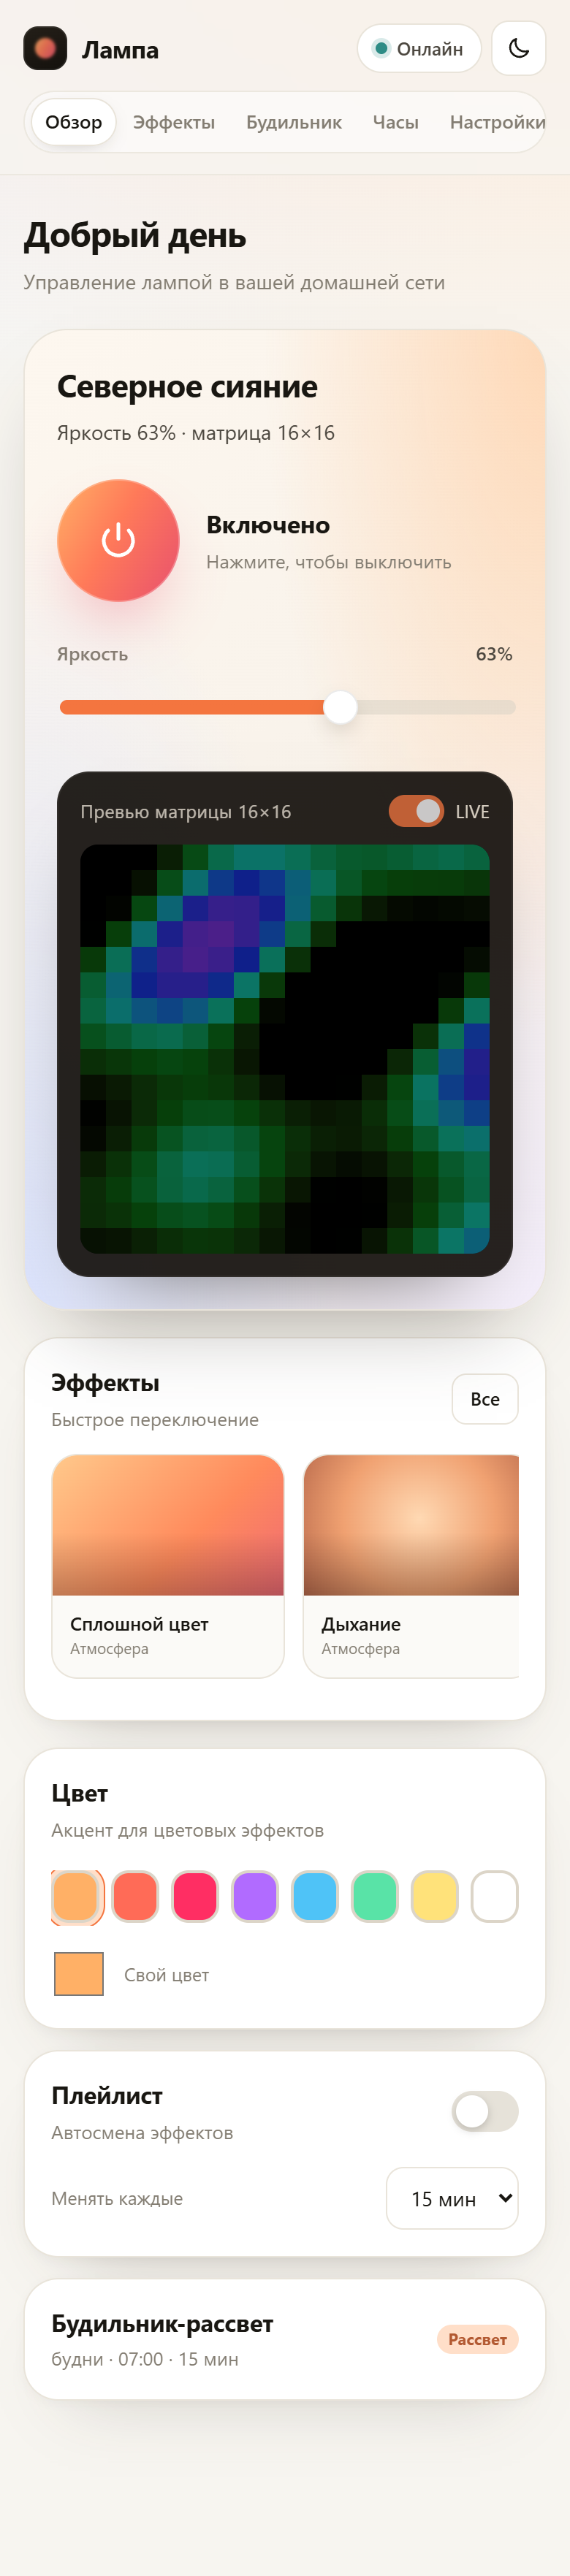 Лампа
Онлайн
Обзор Эффекты Будильник Часы Настройки
Добрый день
Управление лампой в вашей домашней сети
Северное сияние
Яркость 63% · матрица 16×16
Включено
Нажмите, чтобы выключить
Яркость 63%
Превью матрицы 16×16 LIVE
Эффекты
Быстрое переключение
Все
Сплошной цвет
Атмосфера
Дыхание
Атмосфера
Цвет
Акцент для цветовых эффектов
Свой цвет
Плейлист
Автосмена эффектов
Менять каждые 15 мин
Будильник-рассвет
будни · 07:00 · 15 мин
Рассвет